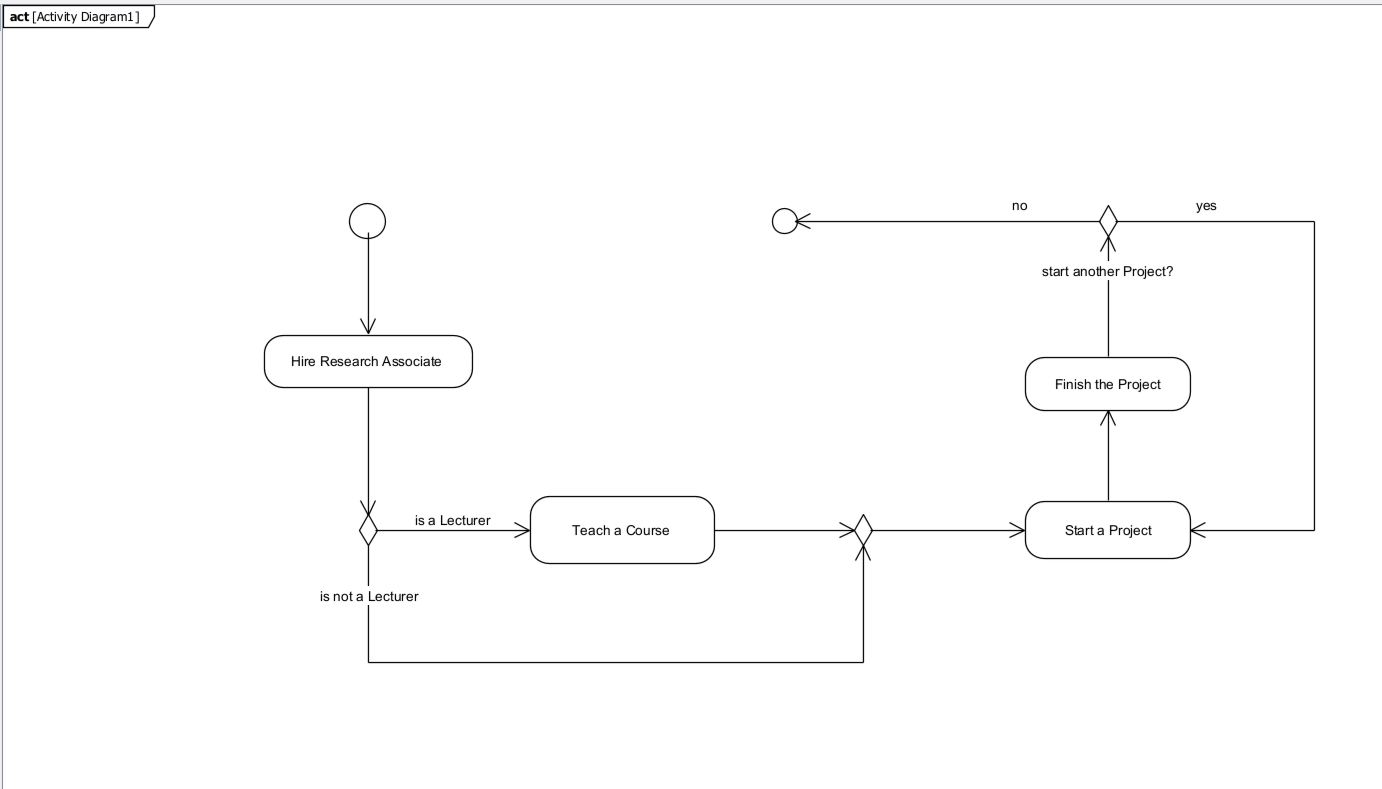 act [Activity Diagram1]
no
yes
start another Project?
Hire Research Associate
Finish the Project
is a Lecturer
Teach a Course
Start a Project
is not a Lecturer